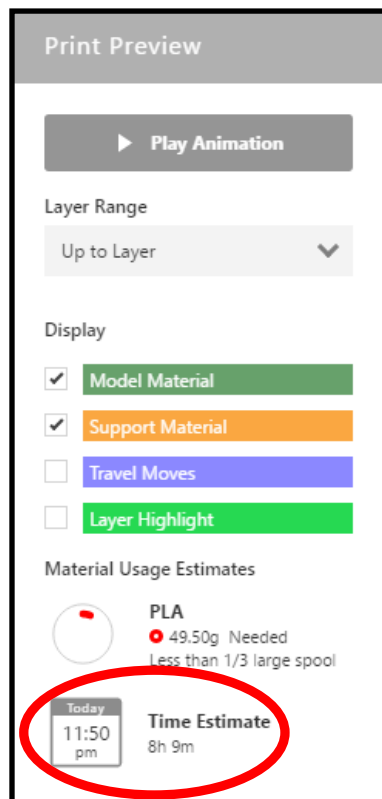 Print Preview
Play Animation
Layer Range
Up to Layer
Display
Model Material
Support Material
Travel Moves
Layer Highlight
Material Usage Estimates
PLA
49.50g Needed
Less than 1/3 large spool
Today
11:50
pm
Time Estimate
8h 9m